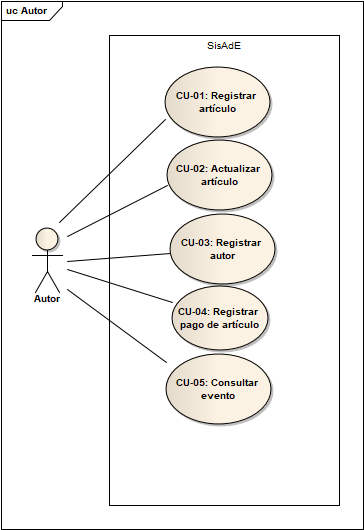 uc Autor
SisAdE
CU-01: Registrar
artículo
CU-02: Actualizar
artículo
CU-03: Registrar
autor
CU-04: Registrar
pago de artículo
CU-05: Consultar
evento
Autor